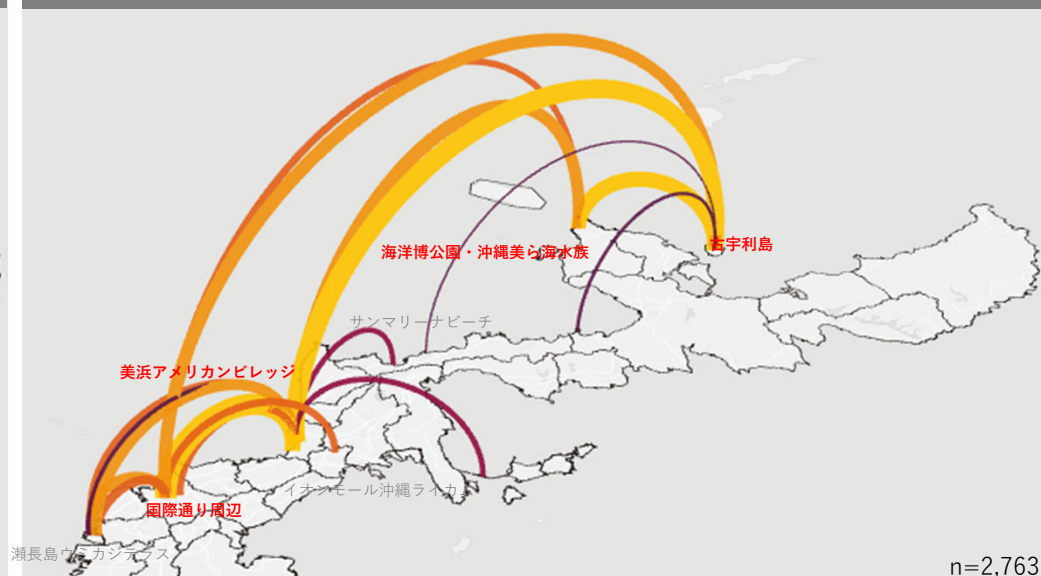 古宇利島
海洋博公園・沖縄美ら海水族
サンマリーナビーチ
美浜アメリカンビレッジ
イオンモール沖縄ライカム
国際通り周辺
瀬長島ウミカジテラス
n=2,763